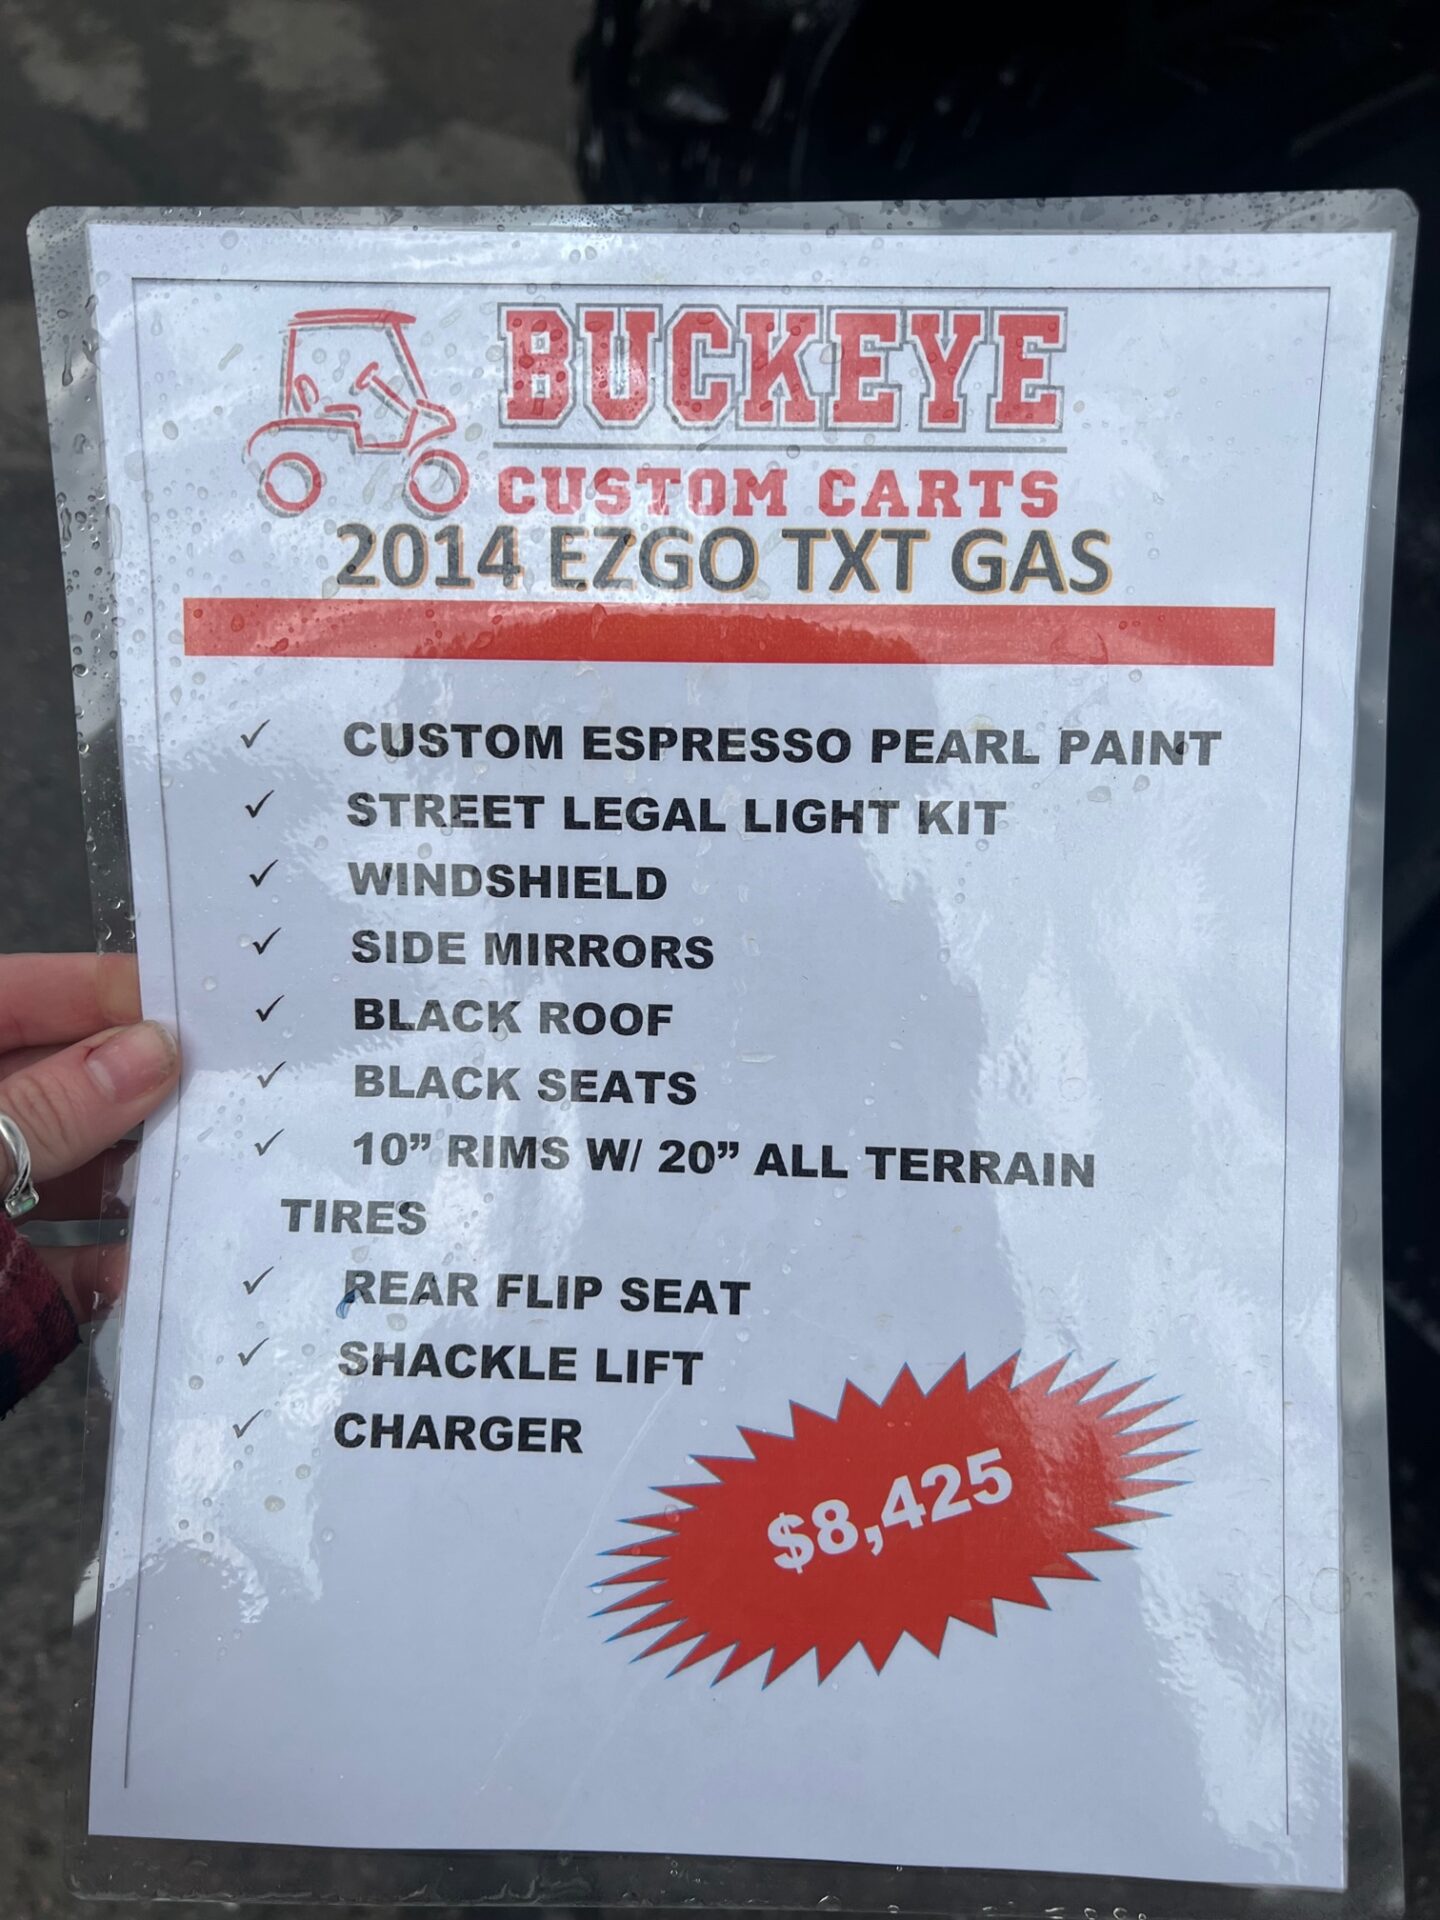 BUCKEYE
CUSTOM CARTS
2014 EZGO TXT GAS
✓ CUSTOM ESPRESSO PEARL PAINT
✓ STREET LEGAL LIGHT KIT
✓ WINDSHIELD
✓ SIDE MIRRORS
✓ BLACK ROOF
✓ BLACK SEATS
✓ 10” RIMS W/ 20” ALL TERRAIN
TIRES
✓ REAR FLIP SEAT
✓ SHACKLE LIFT
✓ CHARGER
$8,425